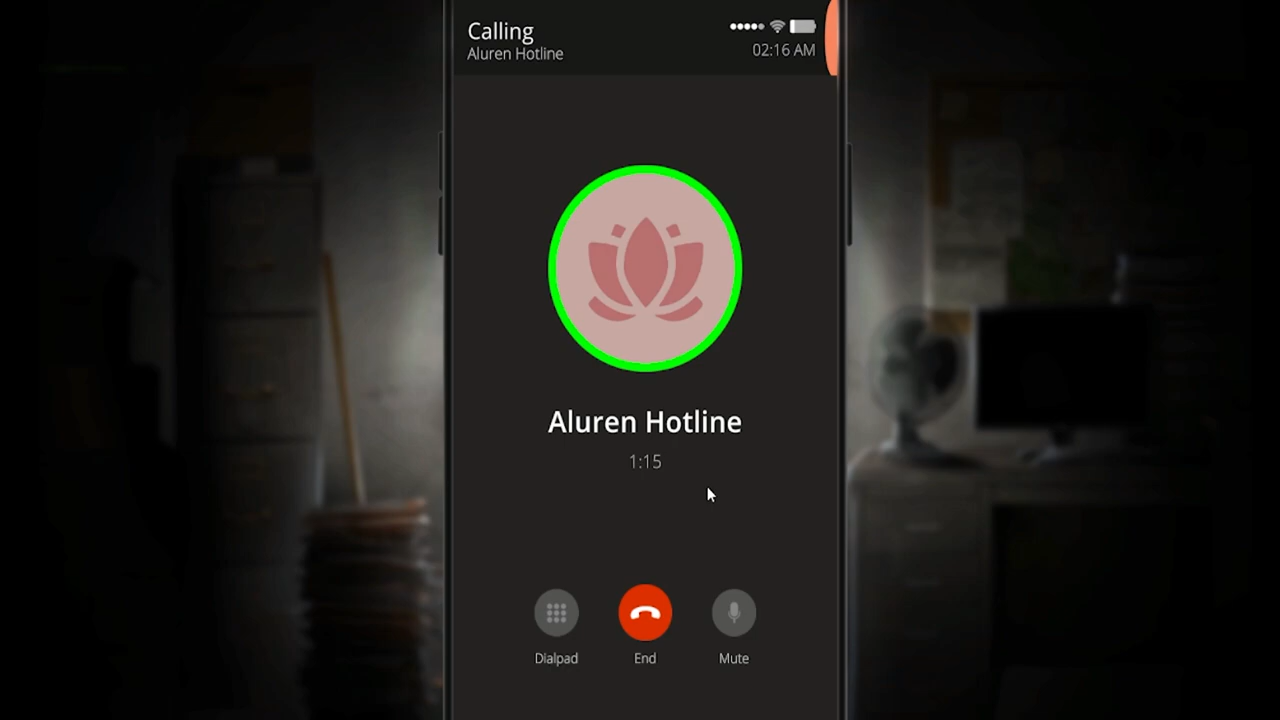 Calling
Aluren Hotline
02:16 AM
Aluren Hotline
1:15
Dialpad
End
Mute